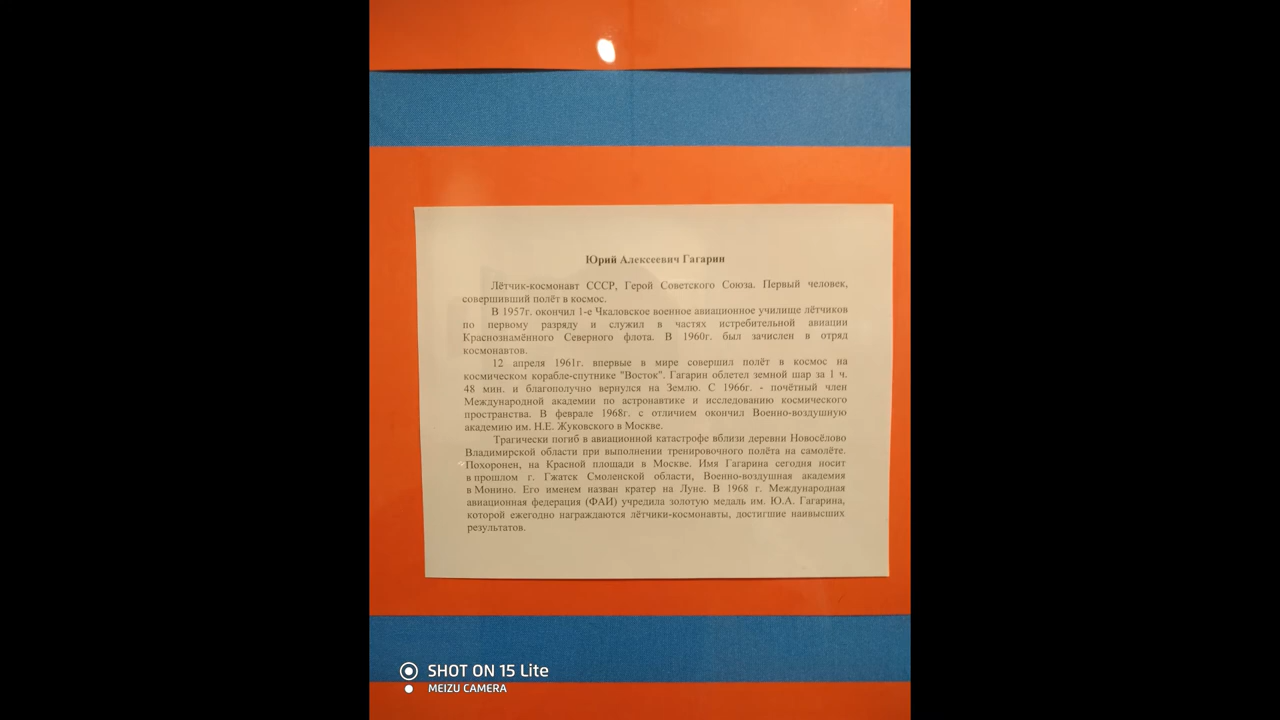 Юрий Алексеевич Гагарин
Лётчик-космонавт СССР, Герой Советского Союза. Первый человек,
совершивший полёт в космос.
В 1957г. окончил 1-е Чкаловское военное авиационное училище лётчиков
по первому разряду и служил в частях истребительной авиации
Краснознамённого Северного флота. В 1960г. был зачислен в отряд
космонавтов.
12 апреля 1961г. впервые в мире совершил полёт в космос на
космическом корабле-спутнике "Восток". Гагарин облетел земной шар за 1 ч.
48 мин. и благополучно вернулся на Землю. С 1966г. - почётный член
Международной академии по астронавтике и исследованию космического
пространства. В феврале 1968г. с отличием окончил Военно-воздушную
академию им. Н.Е. Жуковского в Москве.
Трагически погиб в авиационной катастрофе вблизи деревни Новосёлово
Владимирской области при выполнении тренировочного полёта на самолёте.
Похоронен, на Красной площади в Москве. Имя Гагарина сегодня носит
в прошлом г. Гжатск Смоленской области, Военно-воздушная академия
в Монино. Его именем назван кратер на Луне. В 1968 г. Международная
авиационная федерация (ФАИ) учредила золотую медаль им. Ю.А. Гагарина,
которой ежегодно награждаются лётчики-космонавты, достигшие наивысших
результатов.
SHOT ON 15 Lite
MEIZU CAMERA